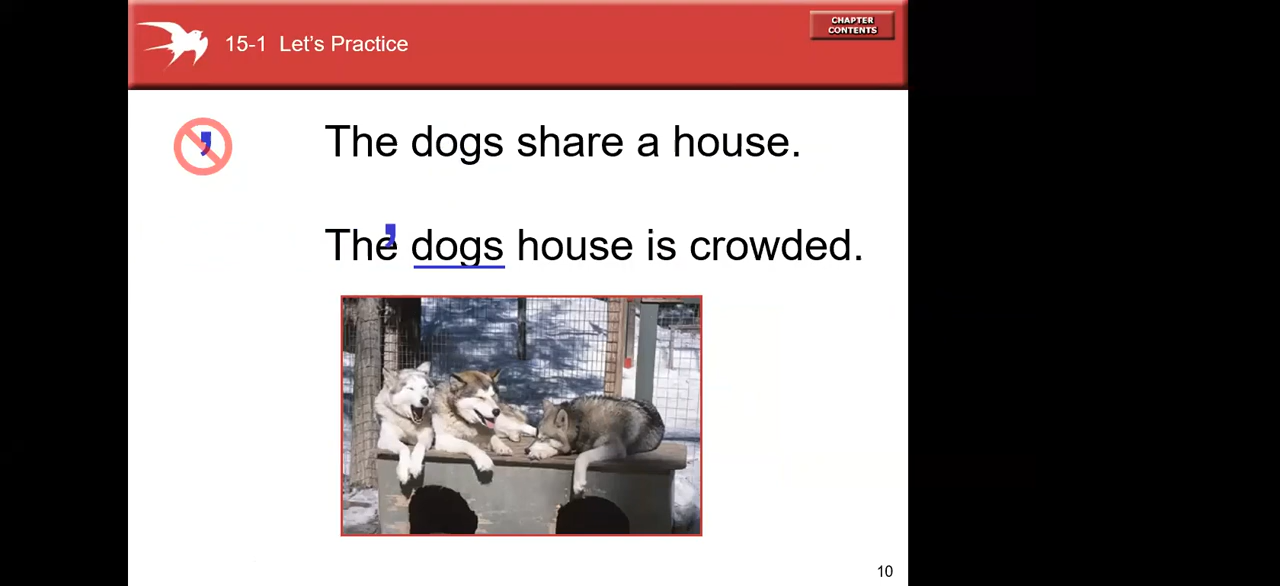 CHAPTER
CONTENTS
15-1 Let's Practice
The dogs share a house.
The ’ dogs house is crowded.
10